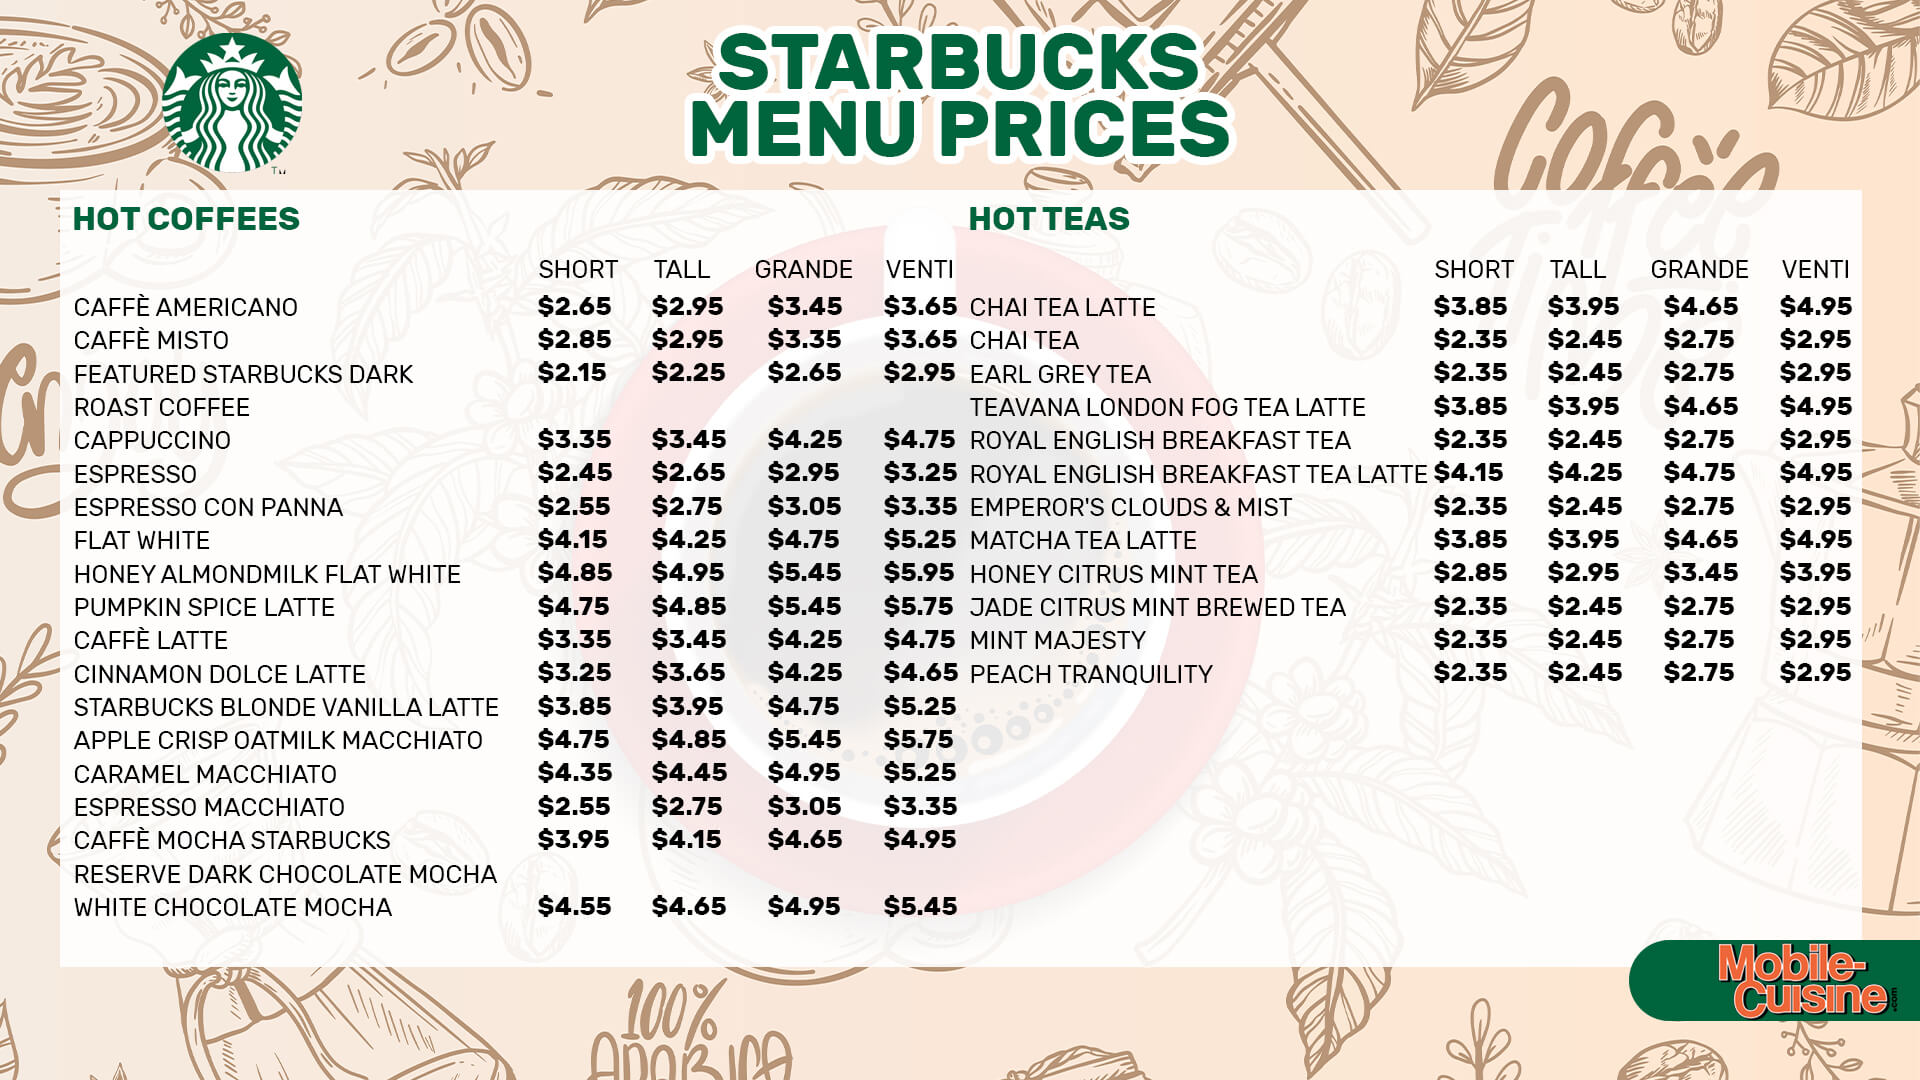 STARBUCKS
MENU PRICES
TM
Coffee
Time
HOT COFFEES
SHORT TALL GRANDE VENTI
CAFFÈ AMERICANO $2.65 $2.95 $3.45 $3.65
CAFFÈ MISTO $2.85 $2.95 $3.35 $3.65
FEATURED STARBUCKS DARK $2.15 $2.25 $2.65 $2.95
ROAST COFFEE
CAPPUCCINO $3.35 $3.45 $4.25 $4.75
ESPRESSO $2.45 $2.65 $2.95 $3.25
ESPRESSO CON PANNA $2.55 $2.75 $3.05 $3.35
FLAT WHITE $4.15 $4.25 $4.75 $5.25
HONEY ALMONDMILK FLAT WHITE $4.85 $4.95 $5.45 $5.95
PUMPKIN SPICE LATTE $4.75 $4.85 $5.45 $5.75
CAFFÈ LATTE $3.35 $3.45 $4.25 $4.75
CINNAMON DOLCE LATTE $3.25 $3.65 $4.25 $4.65
STARBUCKS BLONDE VANILLA LATTE $3.85 $3.95 $4.75 $5.25
APPLE CRISP OATMILK MACCHIATO $4.75 $4.85 $5.45 $5.75
CARAMEL MACCHIATO $4.35 $4.45 $4.95 $5.25
ESPRESSO MACCHIATO $2.55 $2.75 $3.05 $3.35
CAFFÈ MOCHA STARBUCKS $3.95 $4.15 $4.65 $4.95
RESERVE DARK CHOCOLATE MOCHA
WHITE CHOCOLATE MOCHA $4.55 $4.65 $4.95 $5.45
HOT TEAS
SHORT TALL GRANDE VENTI
CHAI TEA LATTE $3.85 $3.95 $4.65 $4.95
CHAI TEA $2.35 $2.45 $2.75 $2.95
EARL GREY TEA $2.35 $2.45 $2.75 $2.95
TEAVANA LONDON FOG TEA LATTE $3.85 $3.95 $4.65 $4.95
ROYAL ENGLISH BREAKFAST TEA $2.35 $2.45 $2.75 $2.95
ROYAL ENGLISH BREAKFAST TEA LATTE $4.15 $4.25 $4.75 $4.95
EMPEROR'S CLOUDS & MIST $2.35 $2.45 $2.75 $2.95
MATCHA TEA LATTE $3.85 $3.95 $4.65 $4.95
HONEY CITRUS MINT TEA $2.85 $2.95 $3.45 $3.95
JADE CITRUS MINT BREWED TEA $2.35 $2.45 $2.75 $2.95
MINT MAJESTY $2.35 $2.45 $2.75 $2.95
PEACH TRANQUILITY $2.35 $2.45 $2.75 $2.95
100%
ARABICA
Mobile-
Cuisine.com